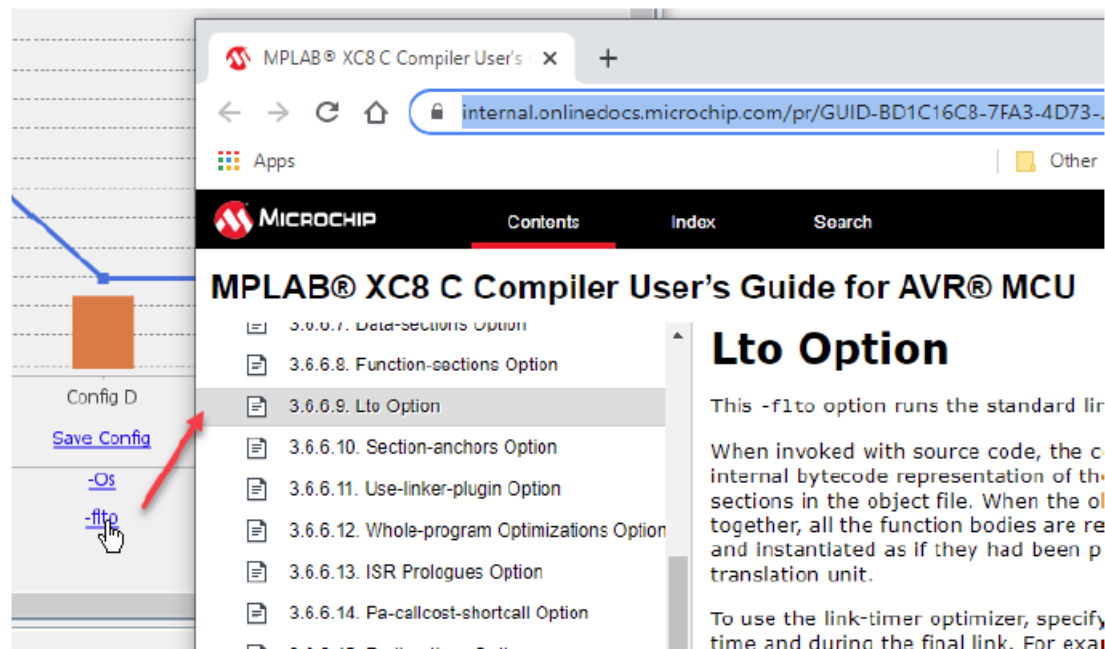 MPLAB® XC8 C Compiler User's
internal.onlinedocs.microchip.com/pr/GUID-BD1C16C8-7FA3-4D73-..
Apps
Other
MICROCHIP
Contents
Index
Search
MPLAB® XC8 C Compiler User's Guide for AVR® MCU
3.6.6.7. Data-sections Option
3.6.6.8. Function-sections Option
3.6.6.9. Lto Option
3.6.6.10. Section-anchors Option
3.6.6.11. Use-linker-plugin Option
3.6.6.12. Whole-program Optimizations Option
3.6.6.13. ISR Prologues Option
3.6.6.14. Pa-callcost-shortcall Option
Lto Option
This -flto option runs the standard
When invoked with source code, the
internal bytecode representation of
sections in the object file. When the
together, all the function bodies are
and instantiated as if they had been
translation unit.
To use the link-timer optimizer, specify
time and during the final link. For
Config D
Save Config
-Os
-flto